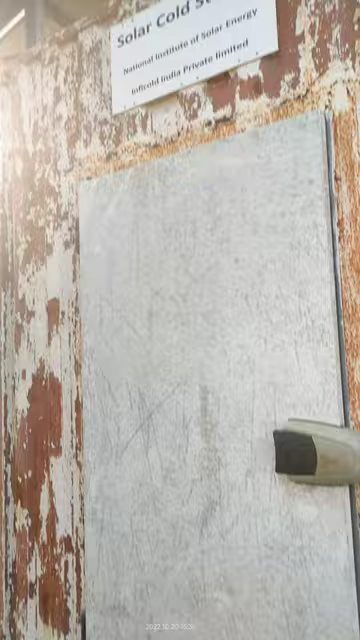 Solar Cold
National Institute of Solar Energy
Inficold India Private limited